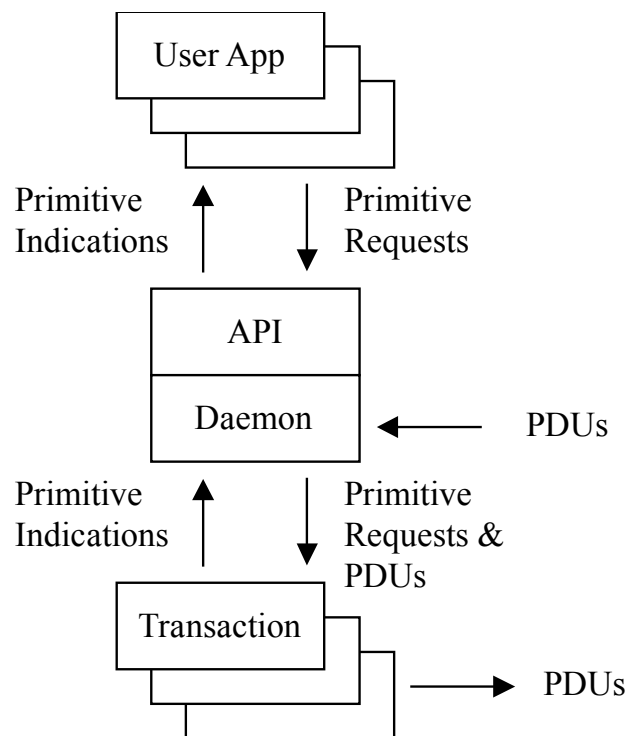 User App
Primitive
Indications
Primitive
Requests
API
Daemon
PDUs
Primitive
Indications
Primitive
Requests &
PDUs
Transaction
PDUs